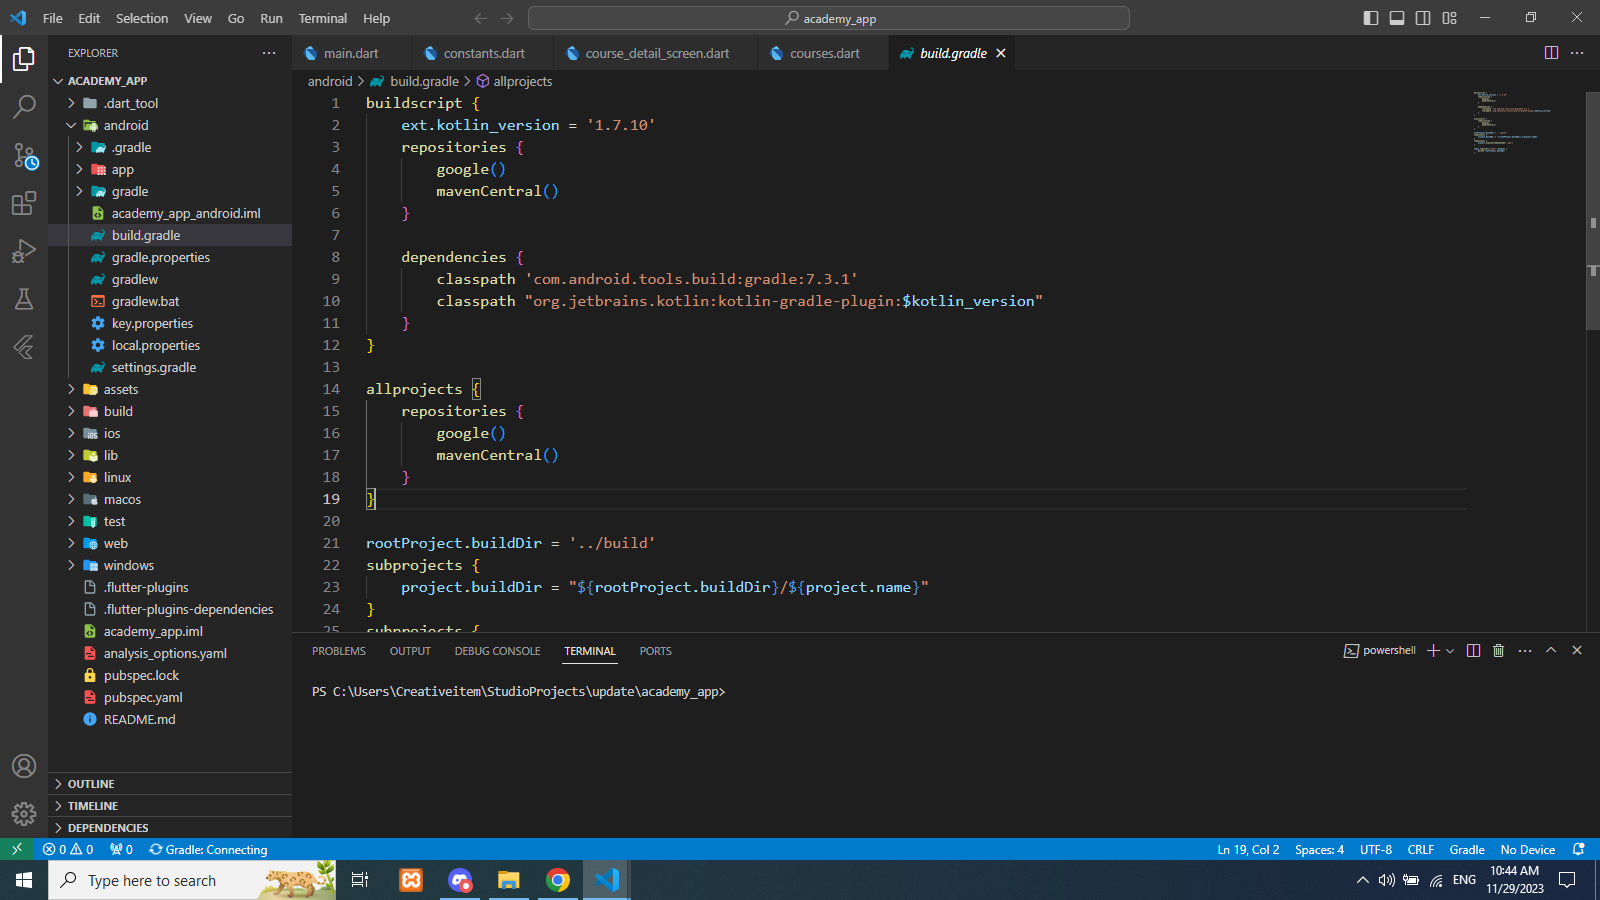 File Edit Selection View Go Run Terminal Help
academy_app
EXPLORER
main.dart
constants.dart
course_detail_screen.dart
courses.dart
build.gradle
android > build.gradle > allprojects
ACADEMY_APP
.dart_tool
android
.gradle
app
gradle
academy_app_android.iml
build.gradle
gradle.properties
gradlew
gradlew.bat
key.properties
local.properties
settings.gradle
assets
build
ios
lib
linux
macos
test
web
windows
.flutter-plugins
.flutter-plugins-dependencies
academy_app.iml
analysis_options.yaml
pubspec.lock
pubspec.yaml
README.md
OUTLINE
TIMELINE
DEPENDENCIES
1 buildscript {
2 ext.kotlin_version = '1.7.10'
3 repositories {
4 google()
5 mavenCentral()
6 }
7
8 dependencies {
9 classpath 'com.android.tools.build:gradle:7.3.1'
10 classpath "org.jetbrains.kotlin:kotlin-gradle-plugin:$kotlin_version"
11 }
12 }
13
14 allprojects {
15 repositories {
16 google()
17 mavenCentral()
18 }
19 }
20
21 rootProject.buildDir = '../build'
22 subprojects {
23 project.buildDir = "${rootProject.buildDir}/${project.name}"
24 }
25 subprojects {
PROBLEMS OUTPUT DEBUG CONSOLE TERMINAL PORTS
powershell
PS C:\Users\Creativeitem\StudioProjects\update\academy_app>
0 0 0 Gradle: Connecting
Ln 19, Col 2 Spaces: 4 UTF-8 CRLF Gradle No Device
Type here to search
ENG
10:44 AM
11/29/2023